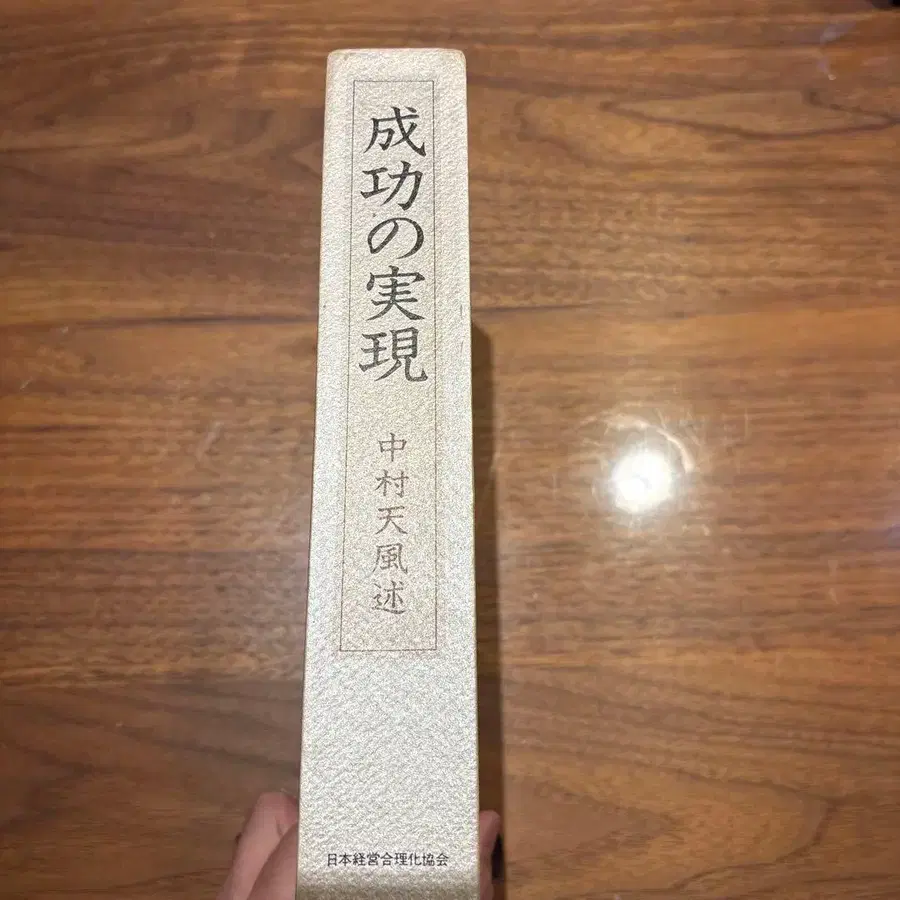 成功の実現
中村天風述
日本経営合理化協会